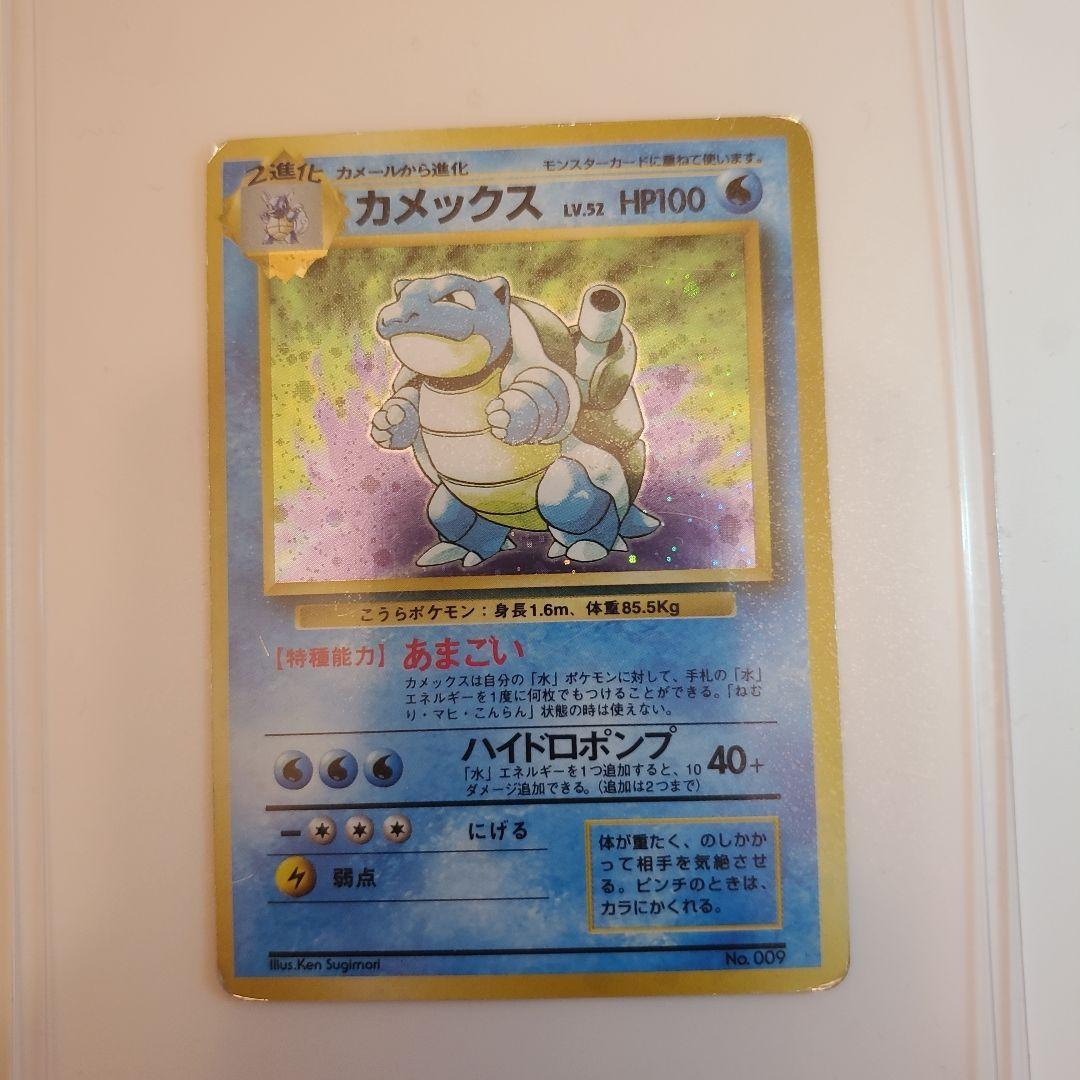 2進化 カメールから進化 モンスターカードに重ねて使います。
カメックス LV.52 HP100
こうらポケモン：身長1.6m、体重85.5Kg
【特種能力】 あまごい
カメックスは自分の「水」ポケモンに対して、手札の「水」
エネルギーを1度に何枚でもつけることができる。「ねむ
り・マヒ・こんらん」状態の時は使えない。
ハイドロポンプ 40+
「水」エネルギーを1つ追加すると、10
ダメージ追加できる。（追加は2つまで）
− にげる
弱点
体が重たく、のしかか
って相手を気絶させ
る。ピンチのときは、
カラにかくれる。
Illus.Ken Sugimori No. 009